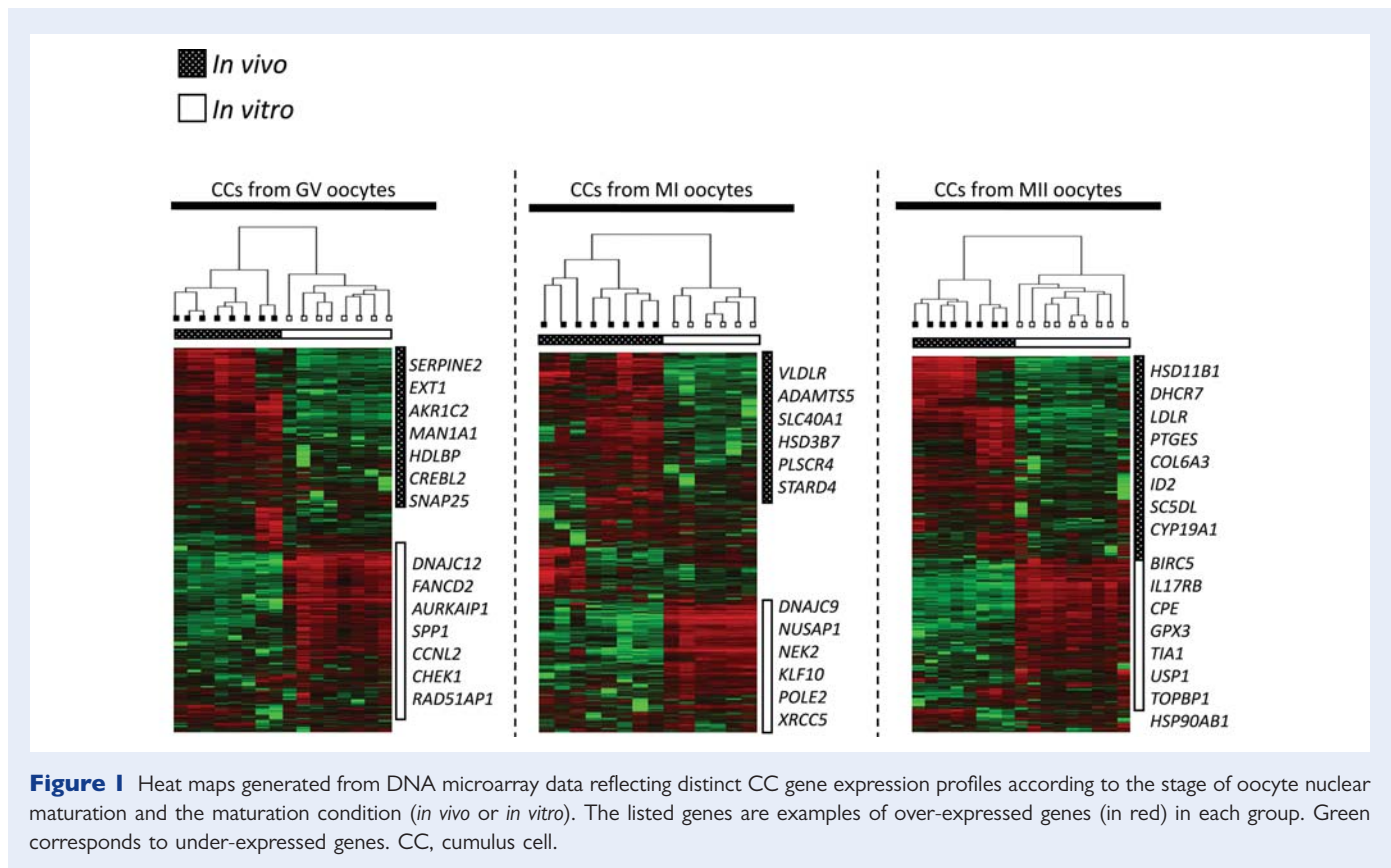 In vivo
In vitro
CCs from GV oocytes
SERPINE2
EXT1
AKR1C2
MAN1A1
HDLBP
CREBL2
SNAP25
DNAJC12
FANCD2
AURKAIP1
SPP1
CCNL2
CHEK1
RAD51AP1
CCs from MI oocytes
VLDLR
ADAMTS5
SLC40A1
HSD3B7
PLSCR4
STARD4
DNAJC9
NUSAP1
NEK2
KLF10
POLE2
XRCC5
CCs from MII oocytes
HSD11B1
DHCR7
LDLR
PTGES
COL6A3
ID2
SC5DL
CYP19A1
BIRC5
IL17RB
CPE
GPX3
TIA1
USP1
TOPBP1
HSP90AB1
Figure 1 Heat maps generated from DNA microarray data reflecting distinct CC gene expression profiles according to the stage of oocyte nuclear
maturation and the maturation condition (in vivo or in vitro). The listed genes are examples of over-expressed genes (in red) in each group. Green
corresponds to under-expressed genes. CC, cumulus cell.